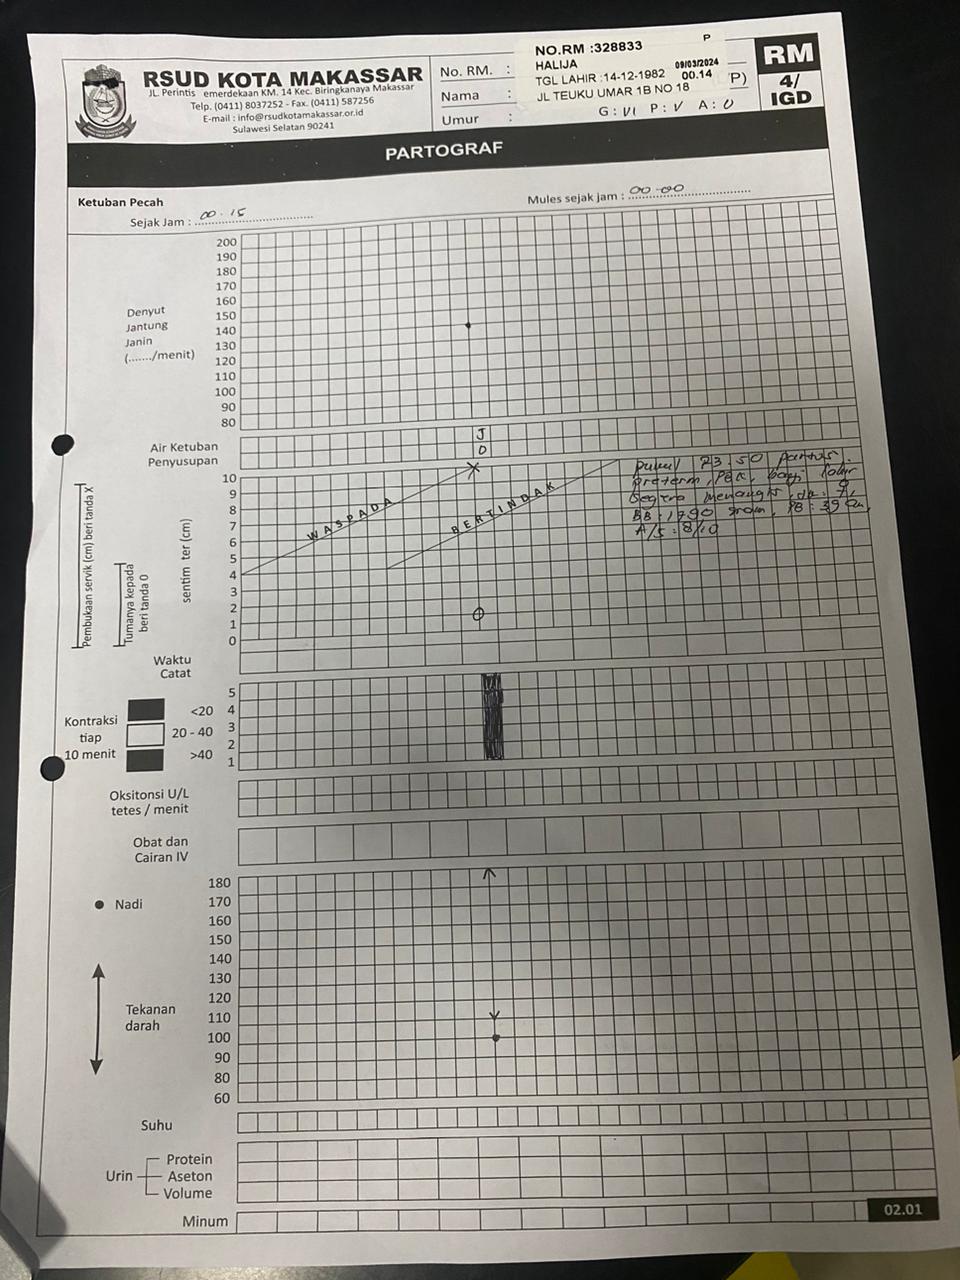 RSUD KOTA MAKASSAR
JL. Perintis emerdekaan KM. 14 Kec. Biringkanaya Makassar
Telp. (0411) 8037252 - Fax. (0411) 587256
E-mail : info@rsudkotamakassar.or.id
Sulawesi Selatan 90241
No. RM. :
Nama :
Umur :
NO.RM :328833 P
HALIJA 09/03/2024
TGL LAHIR :14-12-1982 00.14
JL TEUKU UMAR 1B NO 18
P)
G : VI P : V A : 0
RM
4/
IGD
PARTOGRAF
Ketuban Pecah
Sejak Jam : 00.15
Mules sejak jam : 00.00
200
190
180
170
160
150
140
130
120
110
100
90
80
Denyut
Jantung
Janin
(......./menit)
Air Ketuban
Penyusupan
J
0
10
9
8
7
6
5
4
3
2
1
0
Pembukaan servik (cm) beri tanda X
Tumanya kepada
beri tanda 0
sentim ter (cm)
WASPADA
BERTINDAK
pukul 23.50 partus
preterm, PBK, bayi lahir
segera menangis, jk : ♀,
BB : 1790 gram, PB : 39 cm,
A/S : 8/10
Waktu
Catat
Kontraksi
tiap
10 menit
<20
20 - 40
>40
5
4
3
2
1
Oksitonsi U/L
tetes / menit
Obat dan
Cairan IV
180
170
160
150
140
130
120
110
100
90
80
60
Nadi
Tekanan
darah
Suhu
Urin
Protein
Aseton
Volume
Minum
02.01